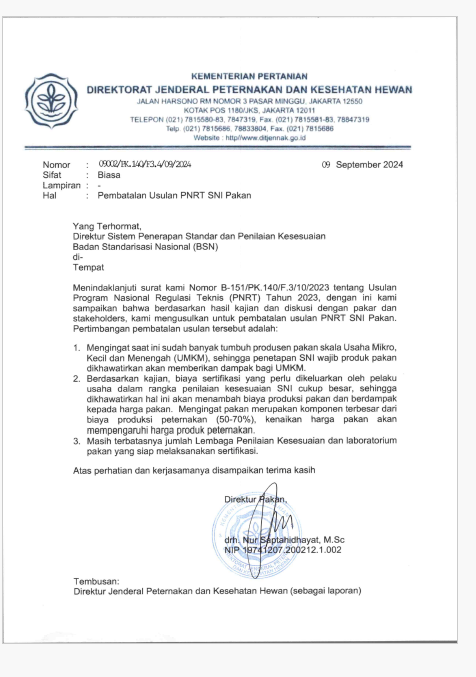 KEMENTERIAN PERTANIAN
DIREKTORAT JENDERAL PETERNAKAN DAN KESEHATAN HEWAN
JALAN HARSONO RM NOMOR 3 PASAR MINGGU, JAKARTA 12550
KOTAK POS 1180/JKS, JAKARTA 12011
TELEPON (021) 7815580-83, 7847319, Fax. (021) 7815581-83, 78847319
Telp. (021) 7815686, 78833804, Fax. (021) 7815686
Website : http//www.ditjennak.go.id
Nomor : 09002/PK.140/F3.4/09/2024 09 September 2024
Sifat : Biasa
Lampiran : -
Hal : Pembatalan Usulan PNRT SNI Pakan
Yang Terhormat,
Direktur Sistem Penerapan Standar dan Penilaian Kesesuaian
Badan Standarisasi Nasional (BSN)
di-
Tempat
Menindaklanjuti surat kami Nomor B-151/PK.140/F.3/10/2023 tentang Usulan
Program Nasional Regulasi Teknis (PNRT) Tahun 2023, dengan ini kami
sampaikan bahwa berdasarkan hasil kajian dan diskusi dengan pakar dan
stakeholders, kami mengusulkan untuk pembatalan usulan PNRT SNI Pakan.
Pertimbangan pembatalan usulan tersebut adalah:
1. Mengingat saat ini sudah banyak tumbuh produsen pakan skala Usaha Mikro,
Kecil dan Menengah (UMKM), sehingga penetapan SNI wajib produk pakan
dikhawatirkan akan memberikan dampak bagi UMKM.
2. Berdasarkan kajian, biaya sertifikasi yang perlu dikeluarkan oleh pelaku
usaha dalam rangka penilaian kesesuaian SNI cukup besar, sehingga
dikhawatirkan hal ini akan menambah biaya produksi pakan dan berdampak
kepada harga pakan. Mengingat pakan merupakan komponen terbesar dari
biaya produksi peternakan (50-70%), kenaikan harga pakan akan
mempengaruhi harga produk peternakan.
3. Masih terbatasnya jumlah Lembaga Penilaian Kesesuaian dan laboratorium
pakan yang siap melaksanakan sertifikasi.
Atas perhatian dan kerjasamanya disampaikan terima kasih
Direktur Pakan,
drh. Nur Saptahidhayat, M.Sc
NIP 19741207.200212.1.002
Tembusan:
Direktur Jenderal Peternakan dan Kesehatan Hewan (sebagai laporan)